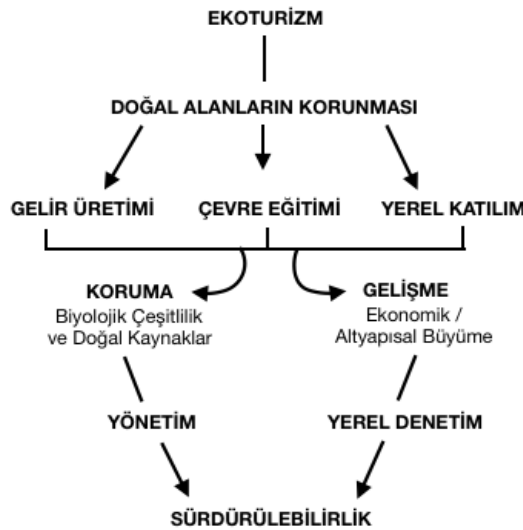 EKOTURİZM
DOĞAL ALANLARIN KORUNMASI
GELİR ÜRETİMİ
ÇEVRE EĞİTİMİ
YEREL KATILIM
KORUMA
Biyolojik Çeşitlilik
ve Doğal Kaynaklar
GELİŞME
Ekonomik /
Altyapısal Büyüme
YÖNETİM
YEREL DENETİM
SÜRDÜRÜLEBİLİRLİK